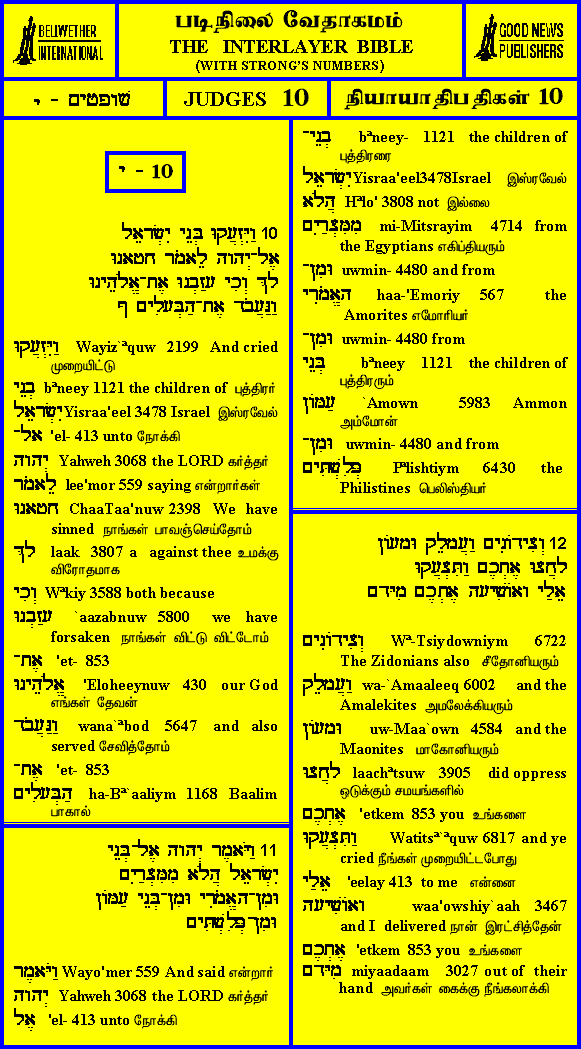 BELIWETHER
INTERNATIONAL
படிநிலை வேதாகமம்
THE INTERLAYER BIBLE
(WITH STRONG'S NUMBERS)
GOOD NEWS
PUBLISHERS
שופטים - י
JUDGES 10
நியாயாதிபதிகள் 10
10 - י
10 וַיִּזְעֲקוּ בְּנֵי יִשְׂרָאֵל
אֶל־יְהוָה לֵאמֹר חָטָאנוּ
לָךְ וְכִי עָזַבְנוּ אֶת־אֱלֹהֵינוּ
וַנַּעֲבֹד אֶת־הַבְּעָלִים ף
וַיִּזְעֲקוּ Wayiz`ªquw 2199 And cried
முறையிட்டு
בְּנֵי bªneey 1121 the children of புத்திரர்
יִשְׂרָאֵל Yisraa'eel 3478 Israel இஸ்ரவேல்
אֶל־ 'el- 413 unto நோக்கி
יְהוָה Yahweh 3068 the LORD கர்த்தர்
לֵאמֹר lee'mor 559 saying என்றார்கள்
חָטָאנוּ ChaaTaa'nuw 2398 We have
sinned நாங்கள் பாவஞ்செய்தோம்
לָךְ laak 3807 a against thee உமக்கு
விரோதமாக
וְכִי Wªkiy 3588 both because
עָזַבְנוּ `aazabnuw 5800 we have
forsaken நாங்கள் விட்டு விட்டோம்
אֶת־ 'et- 853
אֱלֹהֵינוּ 'Eloheeynuw 430 our God
எங்கள் தேவன்
וַנַּעֲבֹד wana`ªbod 5647 and also
served சேவித்தோம்
אֶת־ 'et- 853
הַבְּעָלִים ha-Bª`aaliym 1168 Baalim
பாகால்
11 וַיֹּאמֶר יְהוָה אֶל־בְּנֵי
יִשְׂרָאֵל הֲלֹא מִמִּצְרַיִם
וּמִן־הָאֱמֹרִי וּמִן־בְּנֵי עַמּוֹן
וּמִן־פְּלִשְׁתִּים
וַיֹּאמֶר Wayo'mer 559 And said என்றார்
יְהוָה Yahweh 3068 the LORD கர்த்தர்
אֶל 'el- 413 unto நோக்கி
בְּנֵי־ bªneey- 1121 the children of
புத்திரரை
יִשְׂרָאֵל Yisraa'eel3478Israel இஸ்ரவேல்
הֲלֹא Hªlo' 3808 not இல்லை
מִמִּצְרַיִם mi-Mitsrayim 4714 from
the Egyptians எகிப்தியரும்
וּמִן־ uwmin- 4480 and from
הָאֱמֹרִי haa-'Emoriy 567 the
Amorites எமோரியர்
וּמִן־ uwmin- 4480 from
בְּנֵי bªneey 1121 the children of
புத்திரரும்
עַמּוֹן `Amown 5983 Ammon
அம்மோன்
וּמִן־ uwmin- 4480 and from
פְּלִשְׁתִּים Pªlishtiym 6430 the
Philistines பெலிஸ்தியர்
12 וְצִידוֹנִים וַעֲמָלֵק וּמָעוֹן
לָחֲצוּ אֶתְכֶם וַתִּצְעֲקוּ
אֵלַי וָאוֹשִׁיעָה אֶתְכֶם מִיָּדָם
וְצִידוֹנִים Wª-Tsiydowniym 6722
The Zidonians also சீதோனியரும்
וַעֲמָלֵק wa-`Amaaleeq 6002 and the
Amalekites அமலேக்கியரும்
וּמָעוֹן uw-Maa`own 4584 and the
Maonites மாகோனியரும்
לָחֲצוּ laachªtsuw 3905 did oppress
ஒடுக்கும் சமயங்களில்
אֶתְכֶם 'etkem 853 you உங்களை
וַתִּצְעֲקוּ Watitsª`ªquw 6817 and ye
cried நீங்கள் முறையிட்டபோது
אֵלַי 'eelay 413 to me என்னை
וָאוֹשִׁיעָה waa'owshiy`aah 3467
and I delivered நான் இரட்சித்தேன்
אֶתְכֶם 'etkem 853 you உங்களை
מִיָּדָם miyaadaam 3027 out of their
hand அவர்கள் கைக்கு நீங்கலாக்கி